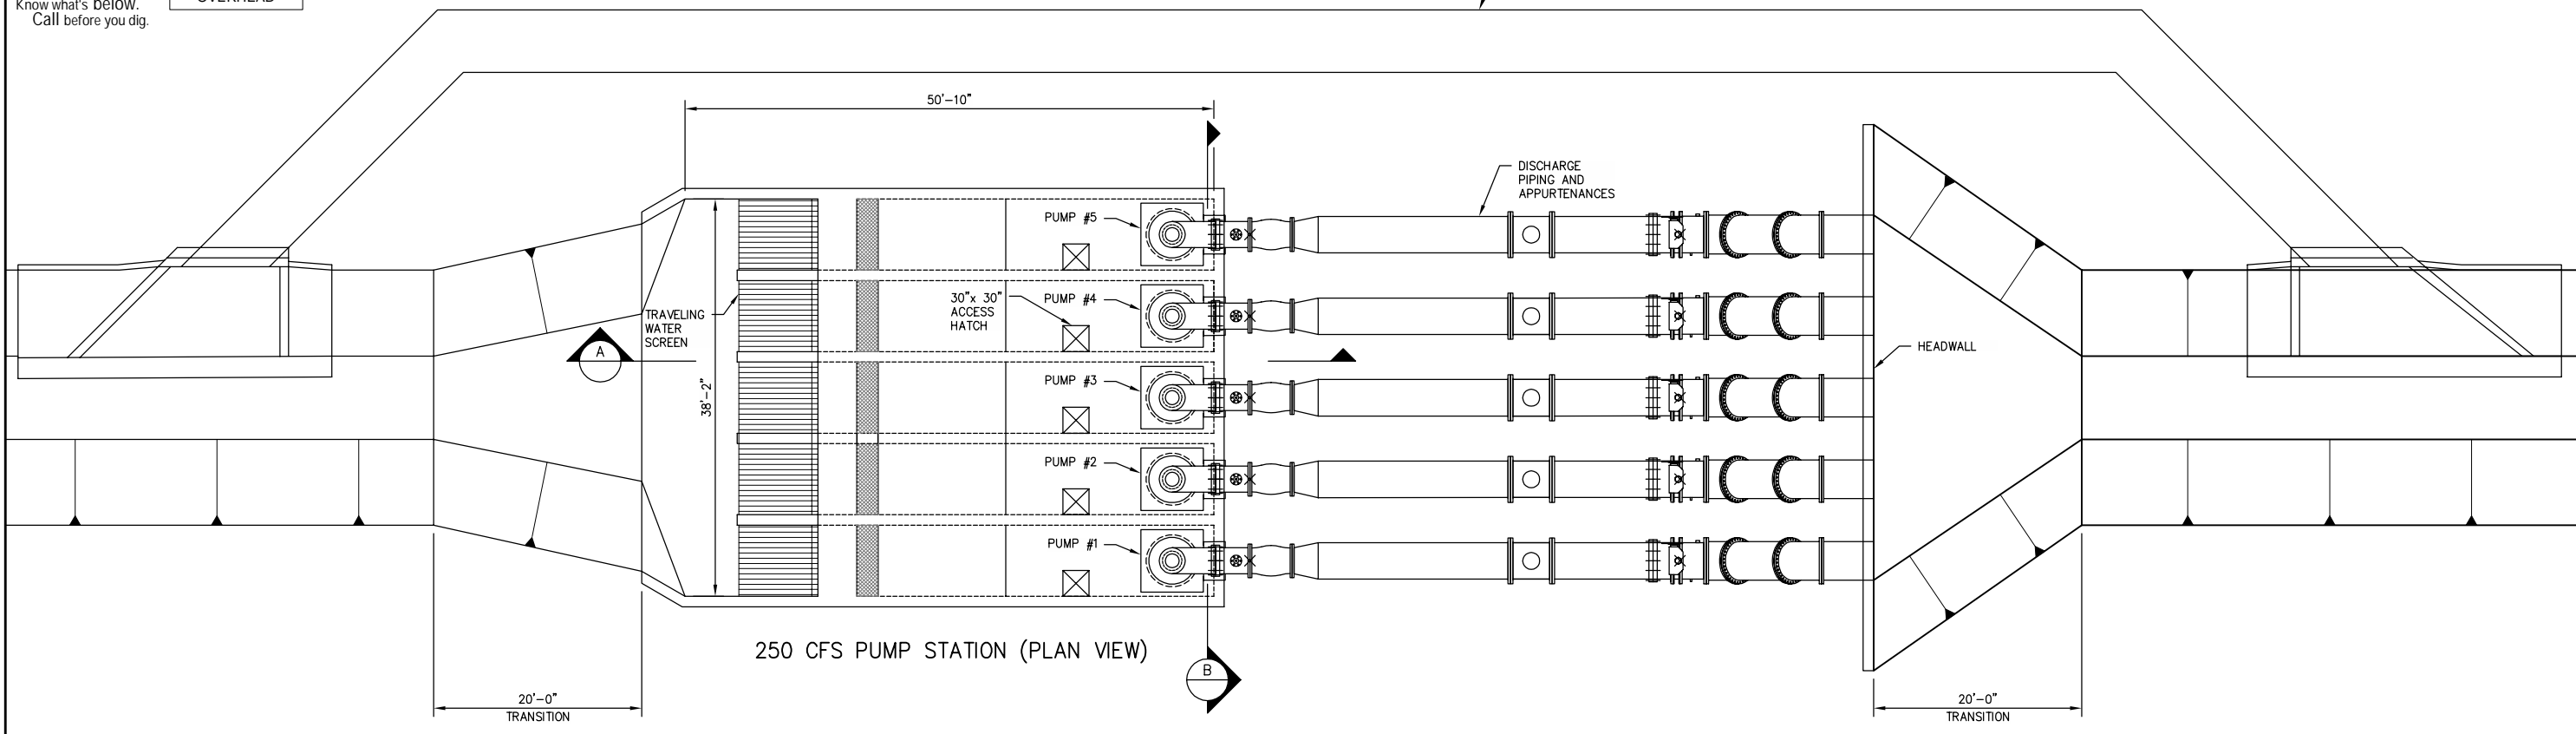 Know what's below.
Call before you dig.
OVERHEAD
50'-10"
DISCHARGE
PIPING AND
APPURTENANCES
PUMP #5
30"x 30"
ACCESS
HATCH
PUMP #4
TRAVELING
WATER
SCREEN
A
HEADWALL
38'-2"
PUMP #3
PUMP #2
PUMP #1
250 CFS PUMP STATION (PLAN VIEW)
B
20'-0"
TRANSITION
20'-0"
TRANSITION